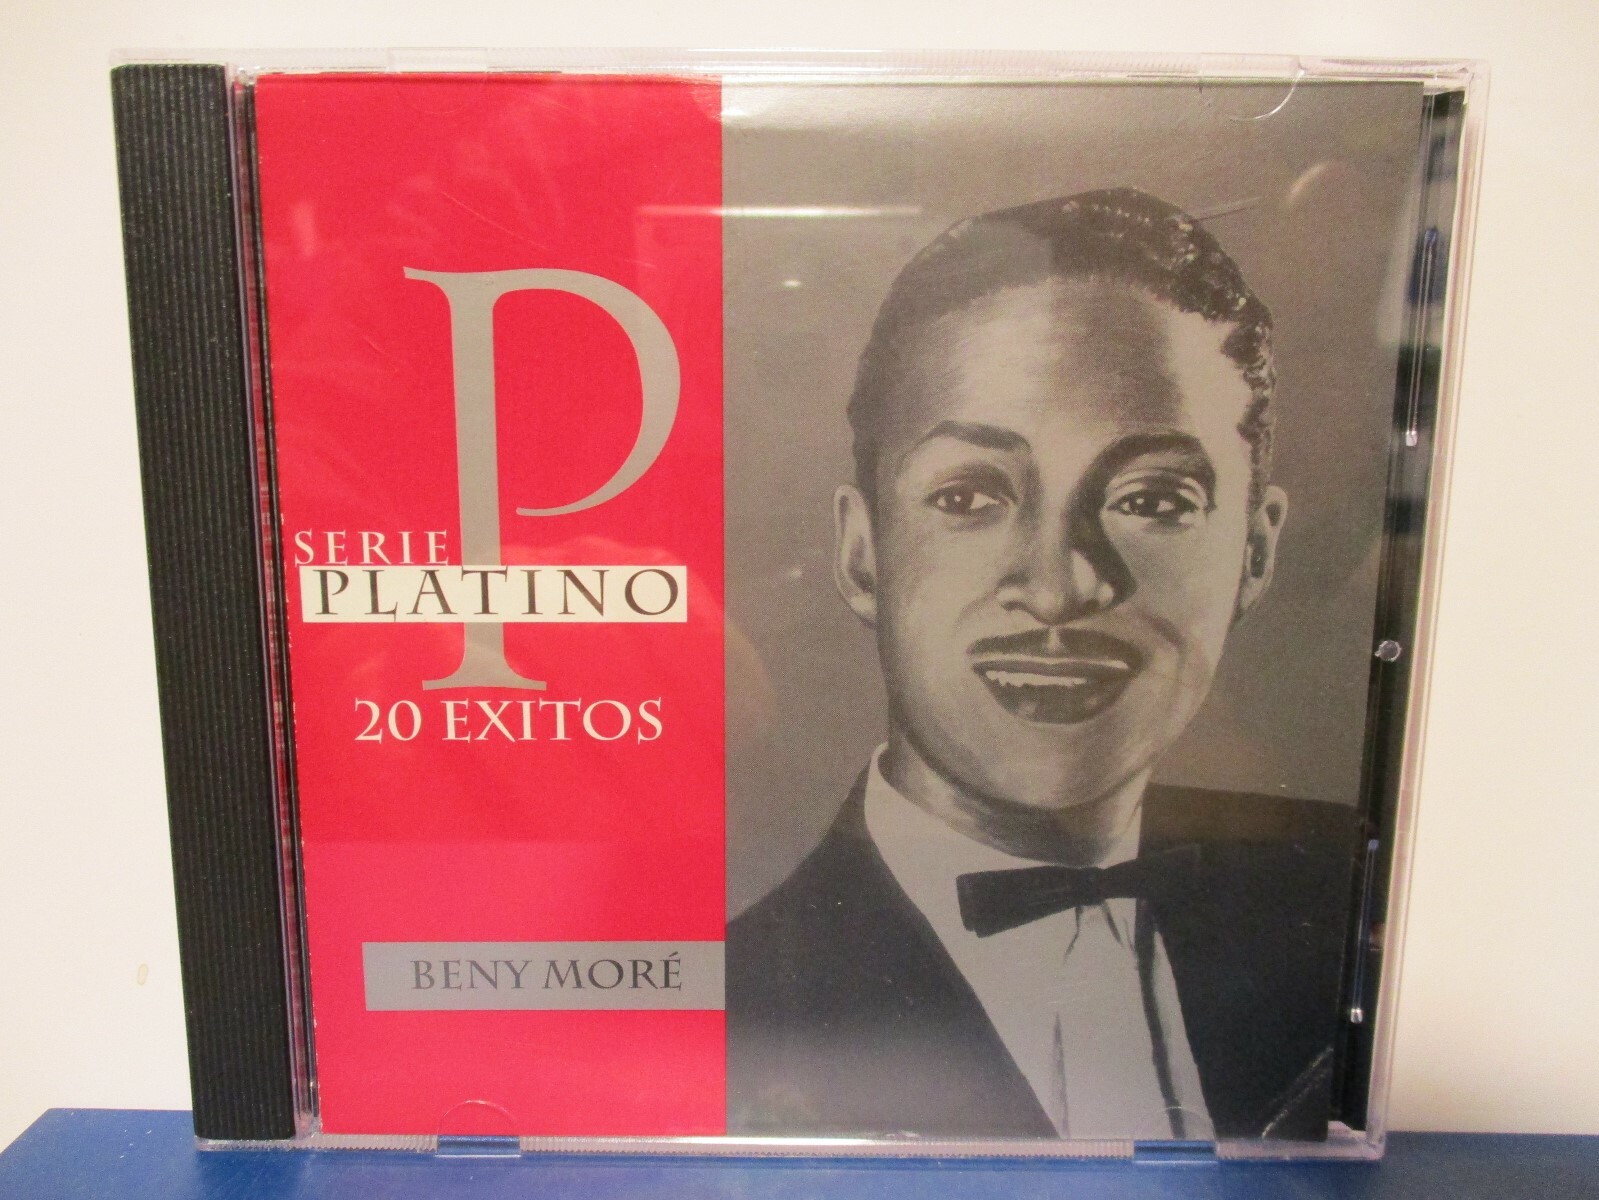 P
SERIE
PLATINO
20 EXITOS
BENY MORÉ